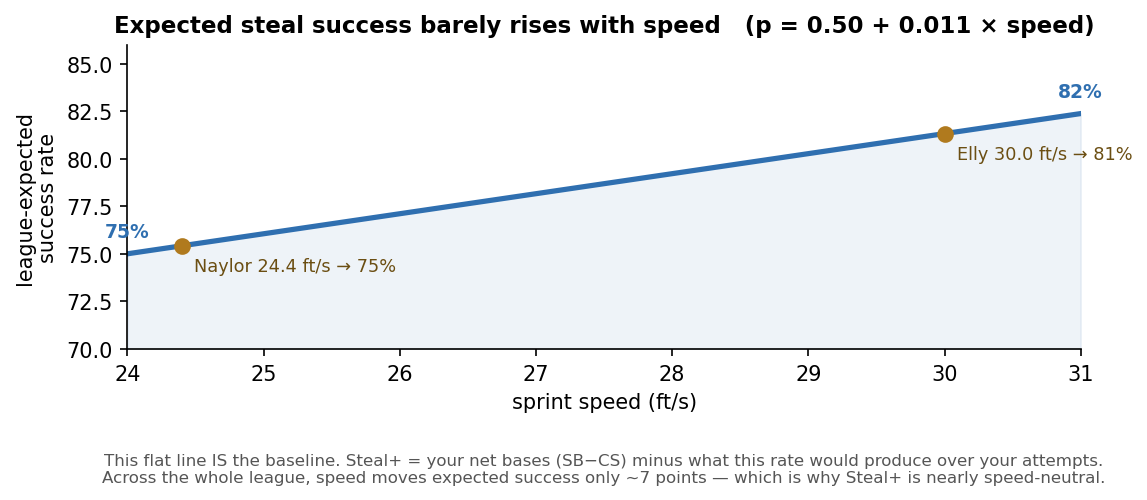 Expected steal success barely rises with speed (p = 0.50 + 0.011 × speed)
league-expected
success rate
85.0
82.5
80.0
77.5
75.0
72.5
70.0
75%
82%
Naylor 24.4 ft/s → 75%
Elly 30.0 ft/s → 81%
24 25 26 27 28 29 30 31
sprint speed (ft/s)
This flat line IS the baseline. Steal+ = your net bases (SB−CS) minus what this rate would produce over your attempts.
Across the whole league, speed moves expected success only ~7 points — which is why Steal+ is nearly speed-neutral.